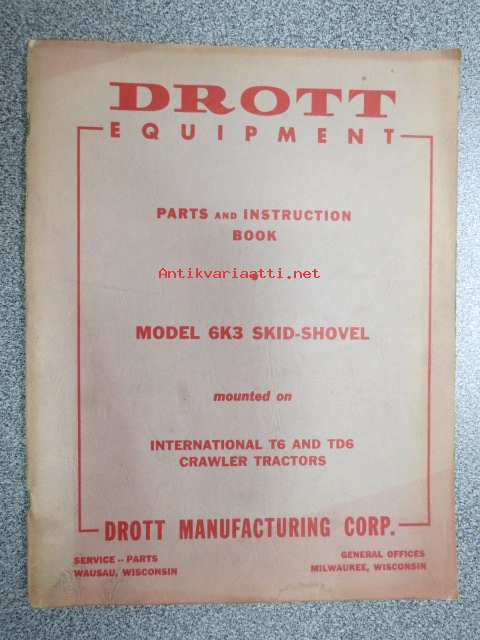 DROTT
EQUIPMENT
PARTS AND INSTRUCTION
BOOK
Antikvariaatti.net
MODEL 6K3 SKID-SHOVEL
mounted on
INTERNATIONAL T6 AND TD6
CRAWLER TRACTORS
DROTT MANUFACTURING CORP.
SERVICE -- PARTS
WAUSAU, WISCONSIN
GENERAL OFFICES
MILWAUKEE, WISCONSIN